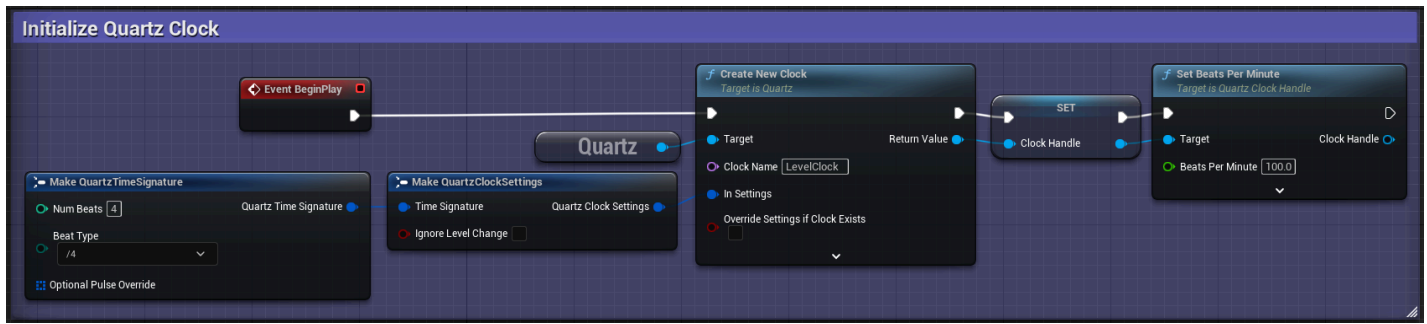 Initialize Quartz Clock
Event BeginPlay
Quartz
Make QuartzTimeSignature
Num Beats 4
Quartz Time Signature
Beat Type
/4
Optional Pulse Override
Make QuartzClockSettings
Time Signature
Quartz Clock Settings
Ignore Level Change
f Create New Clock
Target is Quartz
Target
Return Value
Clock Name LevelClock
In Settings
Override Settings if Clock Exists
SET
Clock Handle
f Set Beats Per Minute
Target is Quartz Clock Handle
Target
Clock Handle
Beats Per Minute 100.0